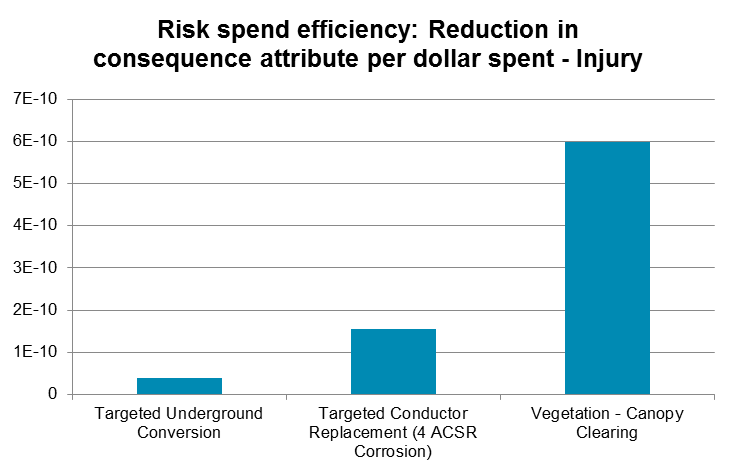 Risk spend efficiency: Reduction in
consequence attribute per dollar spent - Injury
7E-10
6E-10
5E-10
4E-10
3E-10
2E-10
1E-10
0
Targeted Underground
Conversion
Targeted Conductor
Replacement (4 ACSR
Corrosion)
Vegetation - Canopy
Clearing